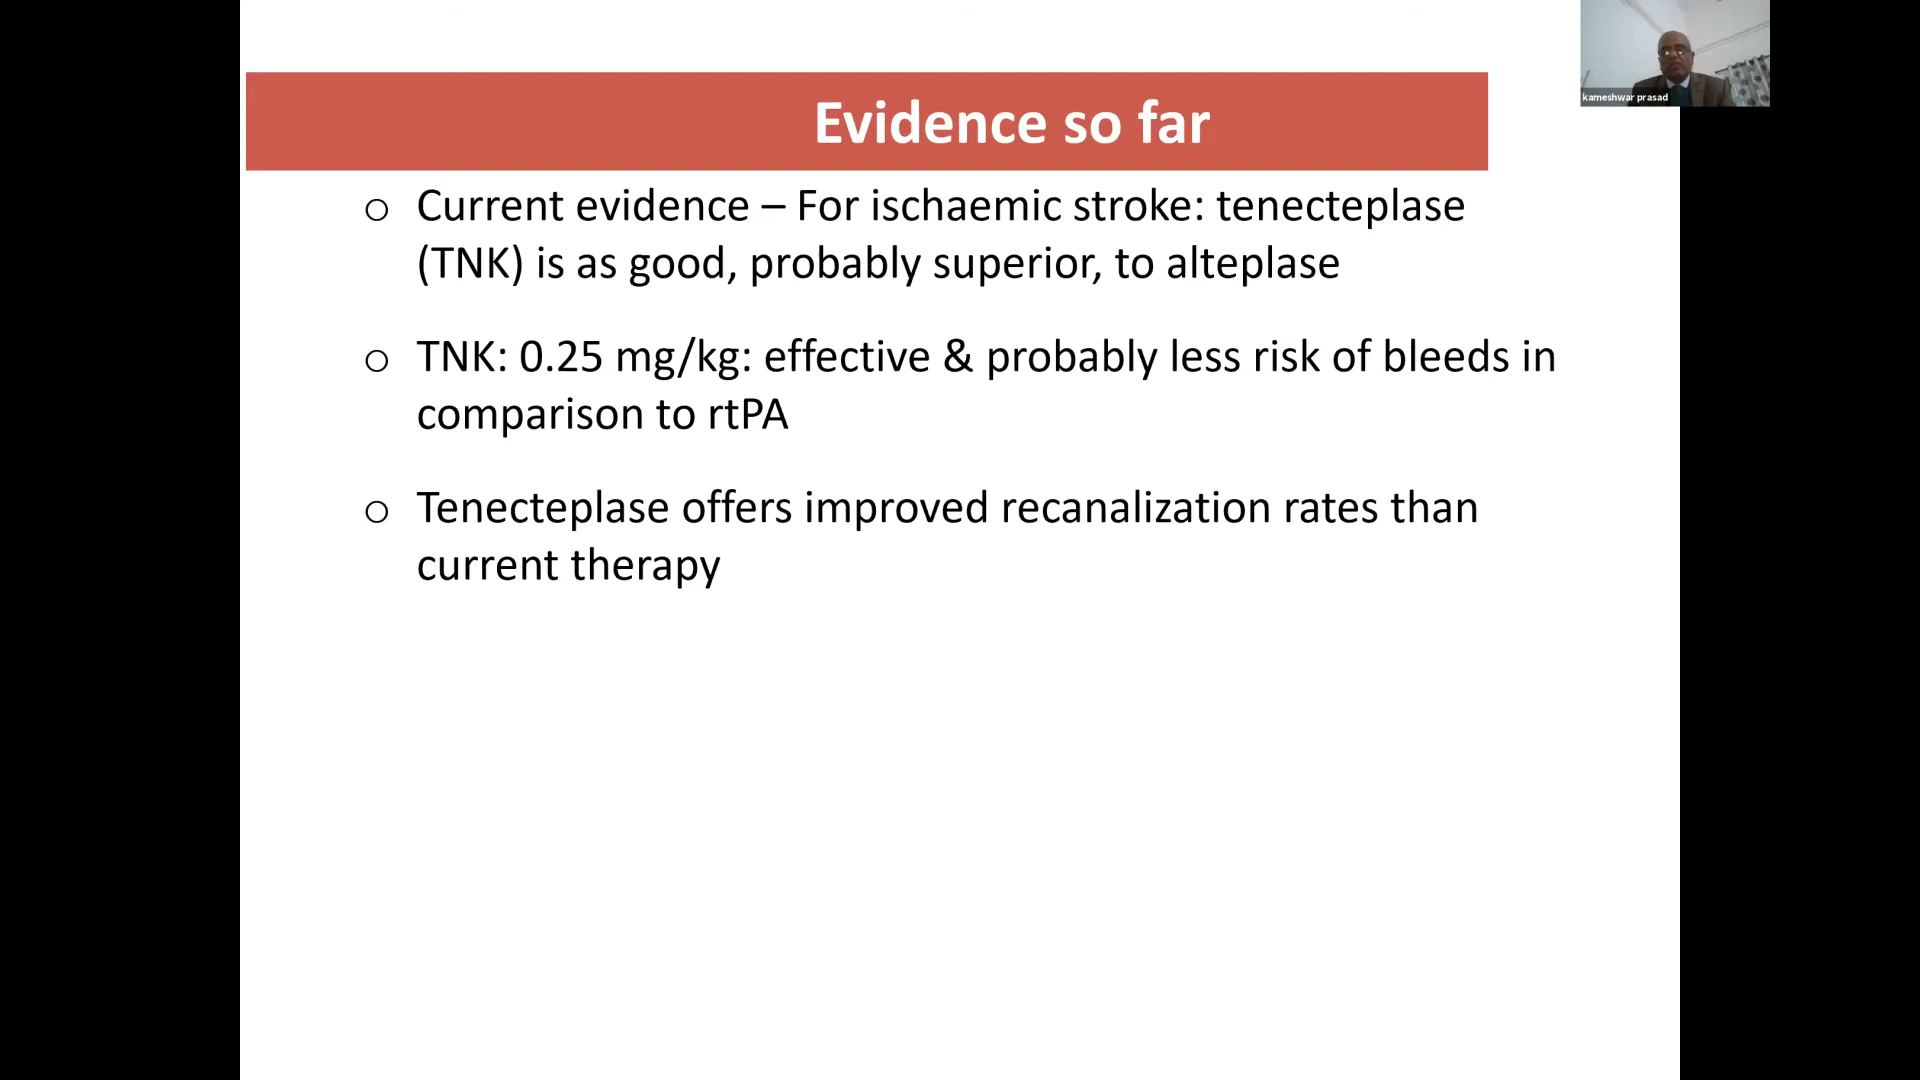 Evidence so far
kameshwar prasad
o Current evidence – For ischaemic stroke: tenecteplase
(TNK) is as good, probably superior, to alteplase
o TNK: 0.25 mg/kg: effective & probably less risk of bleeds in
comparison to rtPA
o Tenecteplase offers improved recanalization rates than
current therapy